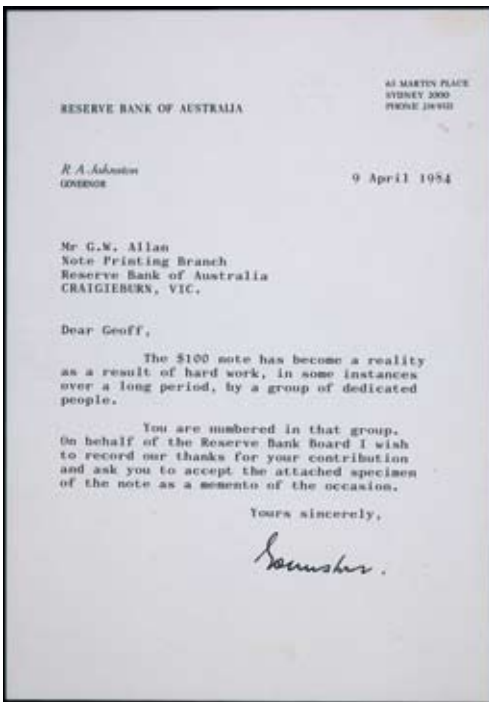 65 MARTIN PLACE
SYDNEY 2000
PHONE
RESERVE BANK OF AUSTRALIA
R. A. Johnston
GOVERNOR
9 April 1984
Mr G.W. Allan
Note Printing Branch
Reserve Bank of Australia
CRAIGIEBURN, VIC.
Dear Geoff,
The $100 note has become a reality
as a result of hard work, in some instances
over a long period, by a group of dedicated
people.
You are numbered in that group.
On behalf of the Reserve Bank Board I wish
to record our thanks for your contribution
and ask you to accept the attached specimen
of the note as a memento of the occasion.
Yours sincerely,